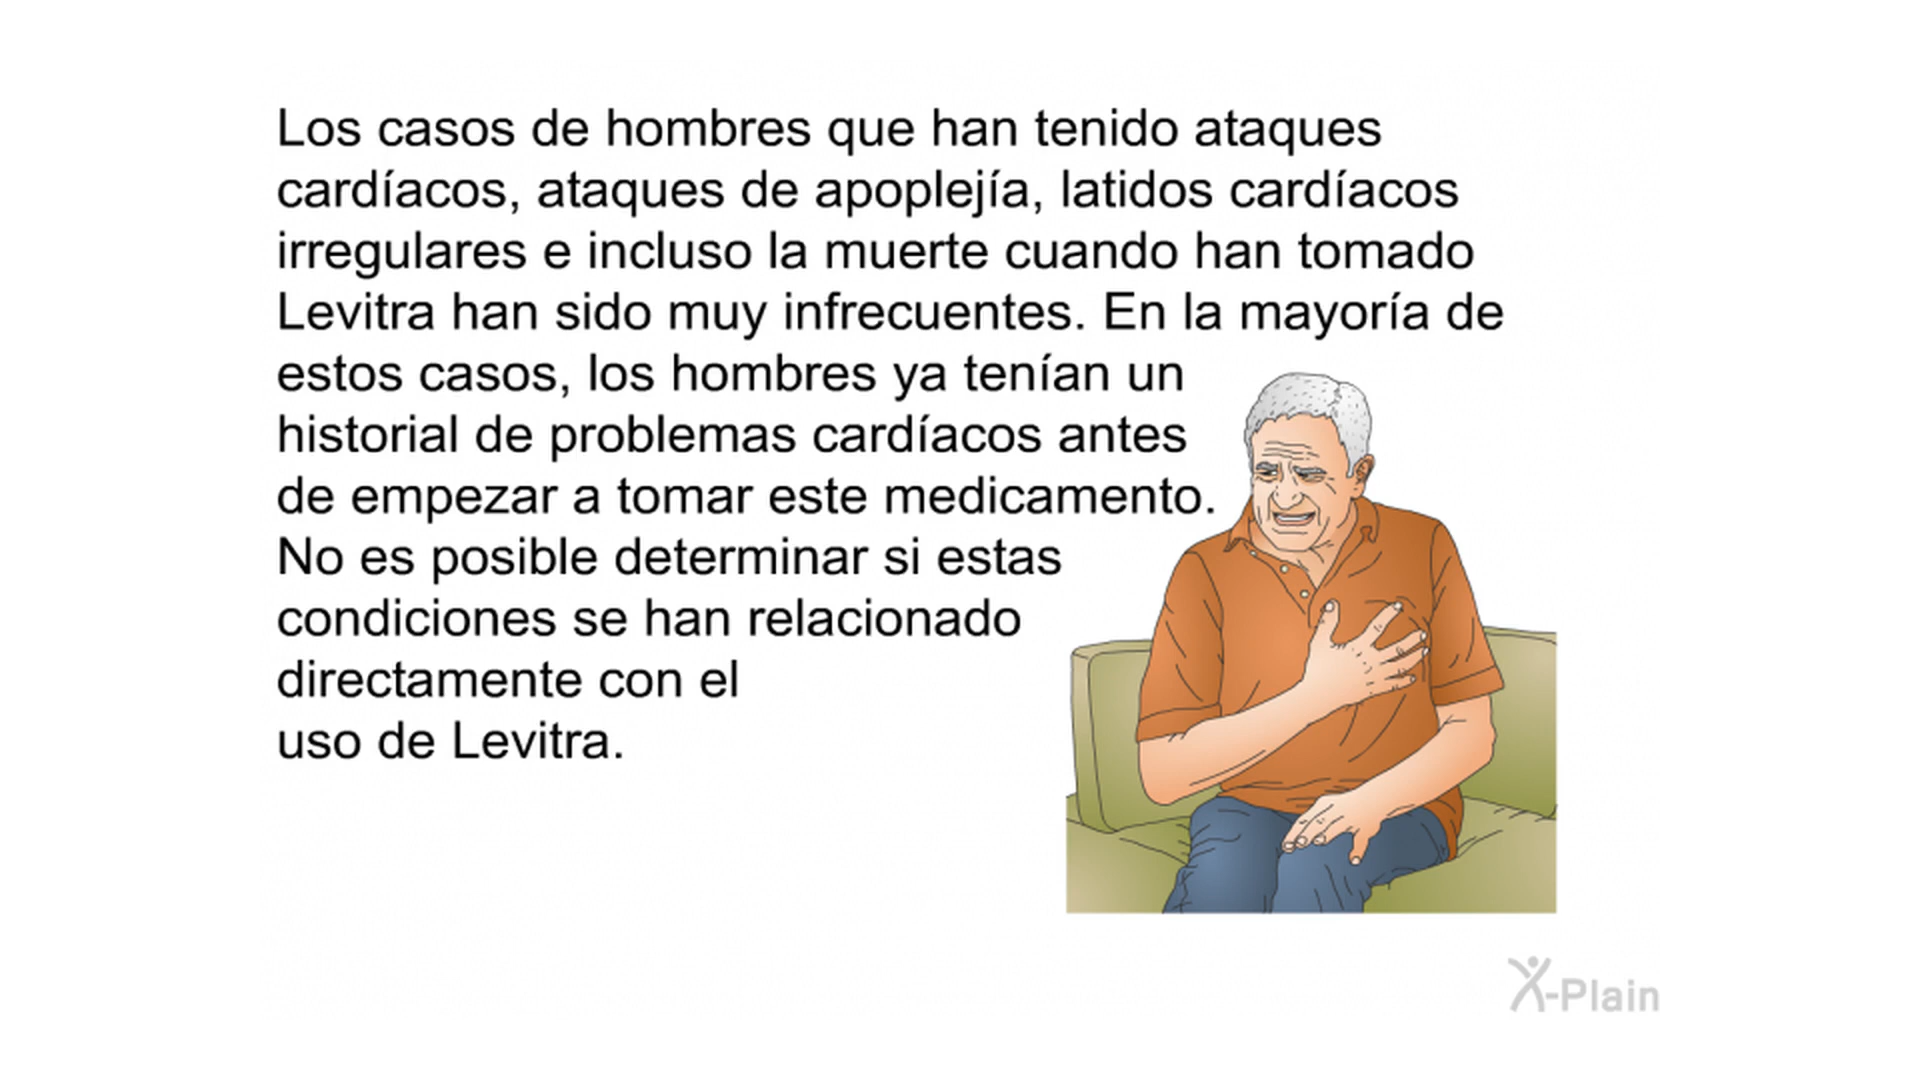 Los casos de hombres que han tenido ataques
cardíacos, ataques de apoplejía, latidos cardíacos
irregulares e incluso la muerte cuando han tomado
Levitra han sido muy infrecuentes. En la mayoría de
estos casos, los hombres ya tenían un
historial de problemas cardíacos antes
de empezar a tomar este medicamento.
No es posible determinar si estas
condiciones se han relacionado
directamente con el
uso de Levitra.
X-Plain